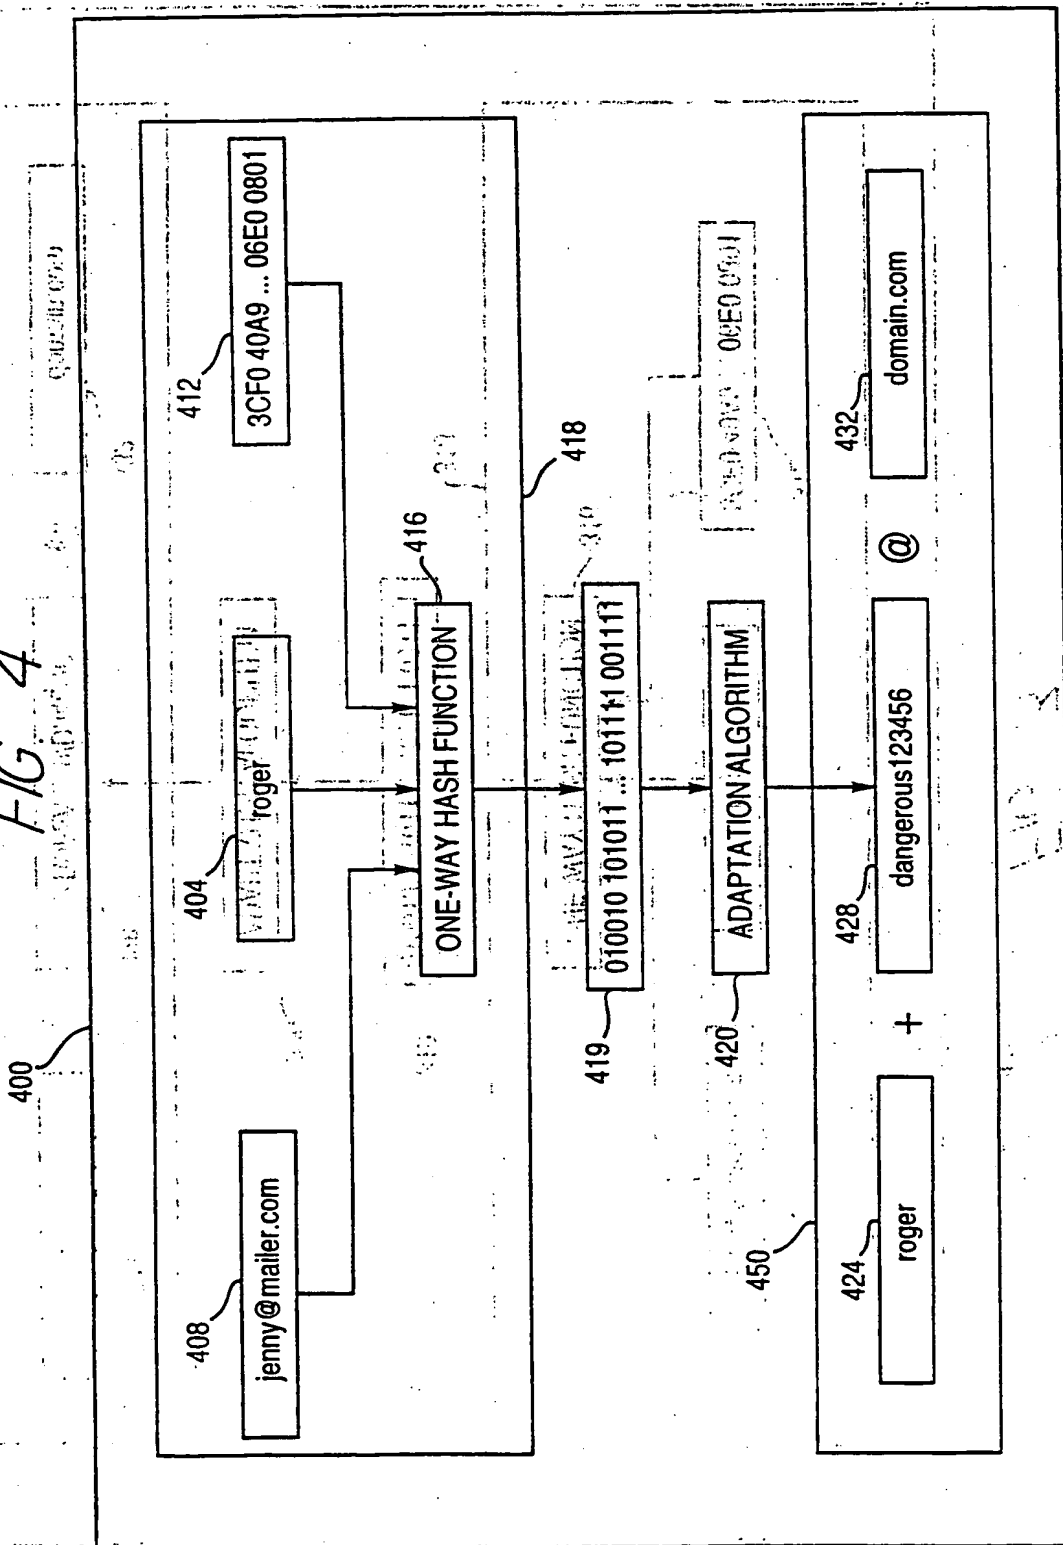 FIG. 4
400
408
jenny@mailer.com
404
roger
412
3CF0 40A9 ... 06E0 0801
416
ONE-WAY HASH FUNCTION
418
419
010010 101011 ... 101111 001111
420
ADAPTATION ALGORITHM
450
424
roger
+
428
dangerous123456
@
432
domain.com